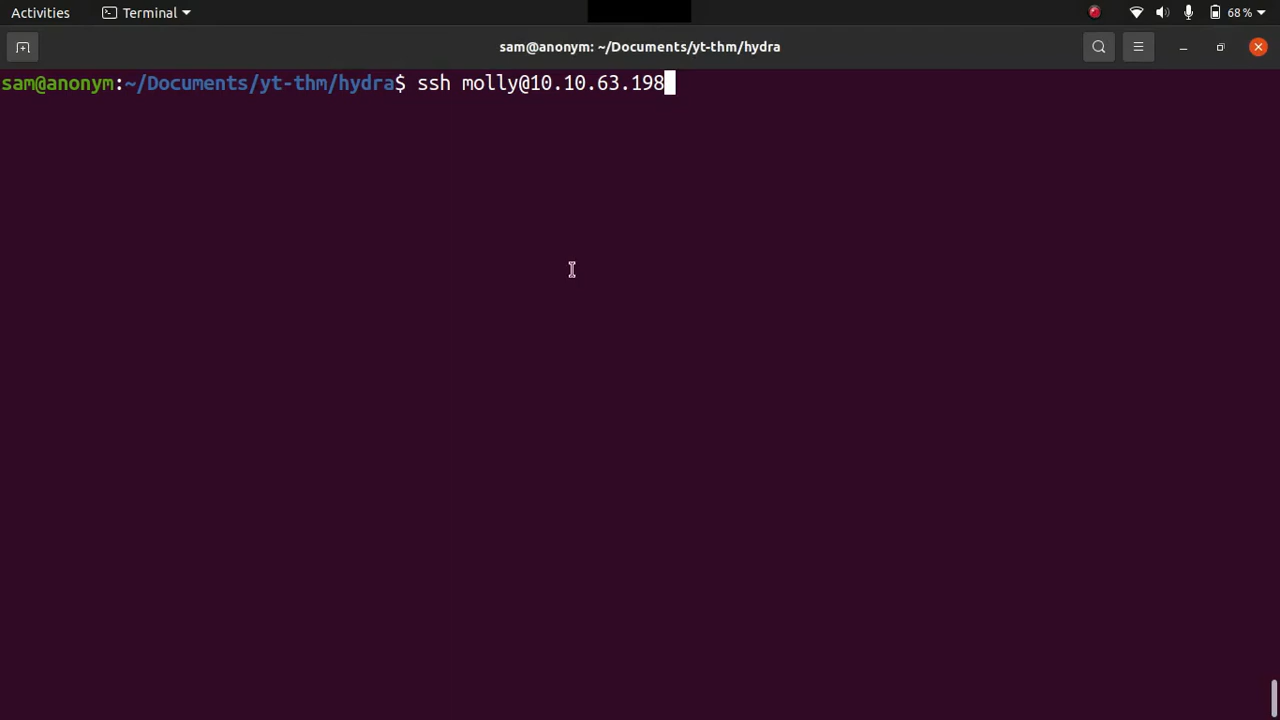 Activities Terminal 68 %
sam@anonym: ~/Documents/yt-thm/hydra
sam@anonym:~/Documents/yt-thm/hydra$ ssh molly@10.10.63.198